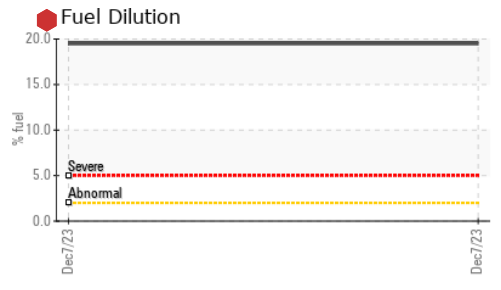 Fuel Dilution
20.0
15.0
10.0
5.0
0.0
% fuel
Severe
Abnormal
Dec7/23
Dec7/23